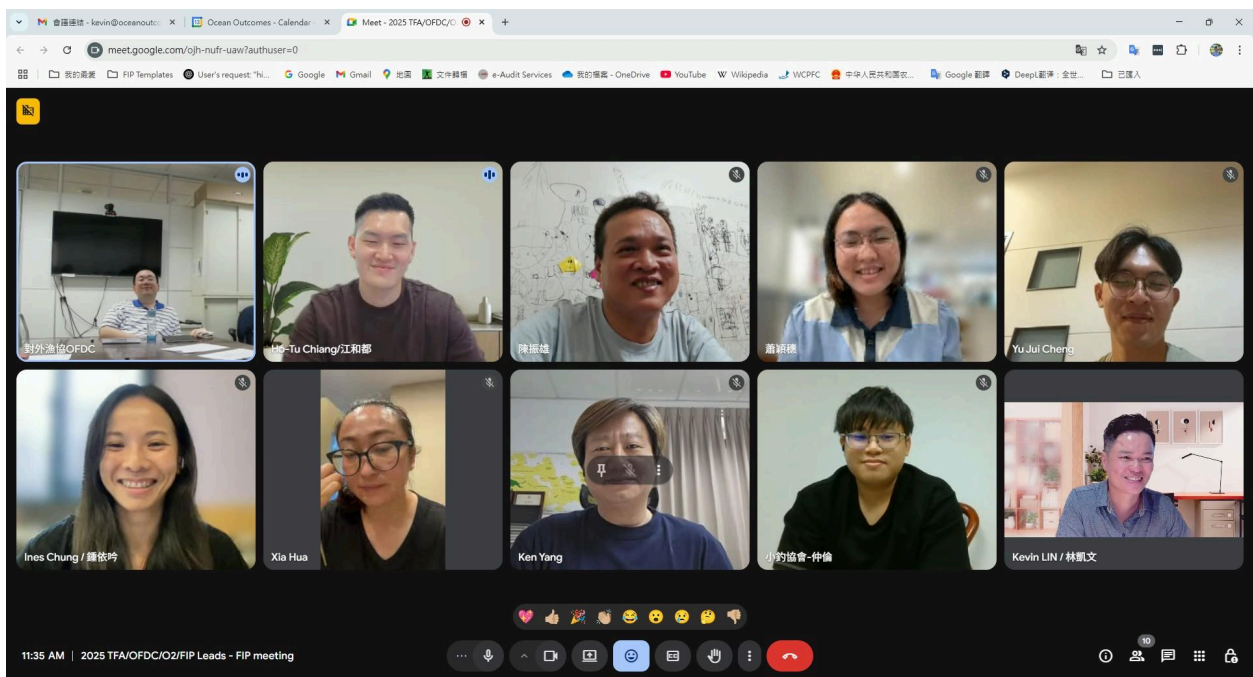 會議連結 - kevin@oceanoutco
Ocean Outcomes - Calendar -
Meet - 2025 TFA/OFDC/O
meet.google.com/ojh-nufr-uaw?authuser=0
我的最愛 FIP Templates User's request: "hi... Google Gmail 地圖 文件轉檔 e-Audit Services 我的檔案 - OneDrive YouTube Wikipedia WCPFC 中华人民共和国农... Google 翻譯 DeepL翻译：全世... 已匯入
對外漁協OFDC
Ho-Tu Chiang/江和都
陳振雄
蕭穎穗
Yu Jui Cheng
Ines Chung / 鍾依吟
Xia Hua
Ken Yang
小釣協會-仲倫
Kevin LIN / 林凱文
10
11:35 AM | 2025 TFA/OFDC/O2/FIP Leads - FIP meeting